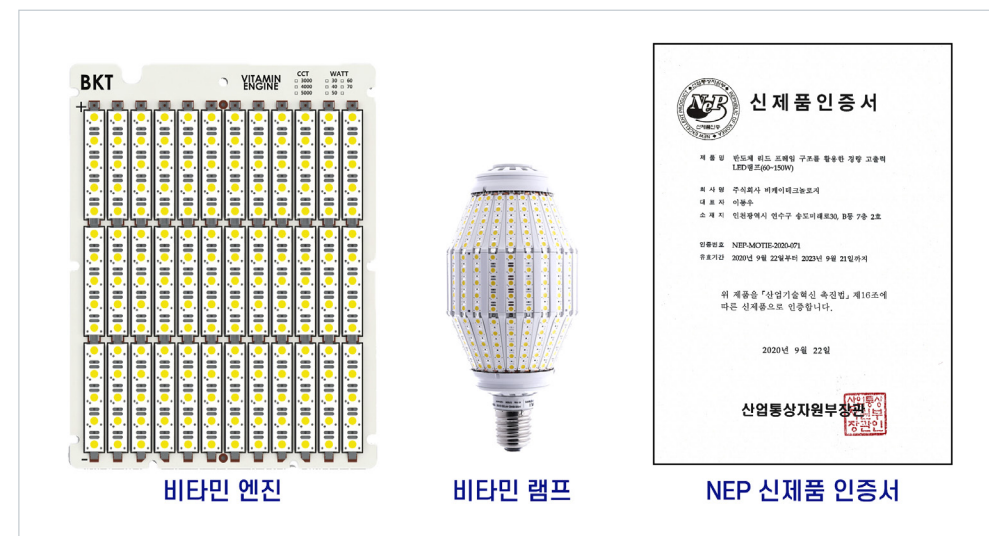 BKT
VITAMIN
ENGINE
CCT
3000
4000
5000
WATT
30 60
40 70
50
+
-
비타민 엔진
비타민 램프
NeP
신제품인증
신제품인증서
제 품 명 반도체 리드 프레임 구조를 활용한 경량 고출력
LED램프(60~150W)
회 사 명 주식회사 비케이테크놀로지
대 표 자 이동우
소 재 지 인천광역시 연수구 송도미래로30, B동 7층 2호
인증번호 NEP-MOTIE-2020-071
유효기간 2020년 9월 22일부터 2023년 9월 21일까지
위 제품을 「산업기술혁신 촉진법」 제16조에
따른 신제품으로 인증합니다.
2020년 9월 22일
산업통상자원부장관
NEP 신제품 인증서